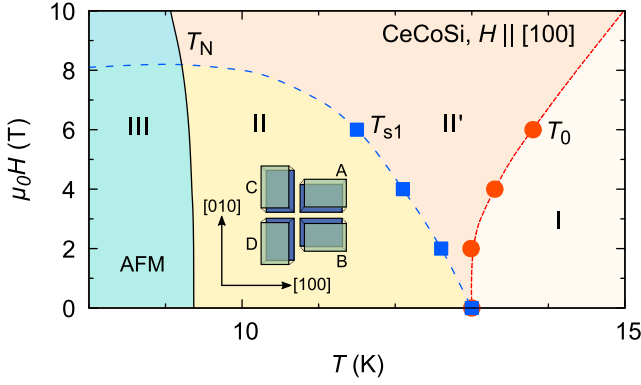 10
8
6
4
2
0
μ0H (T)
CeCoSi, H || [100]
TN
III
II
Ts1
II'
T0
I
AFM
C
A
D
B
[010]
[100]
10
15
T (K)